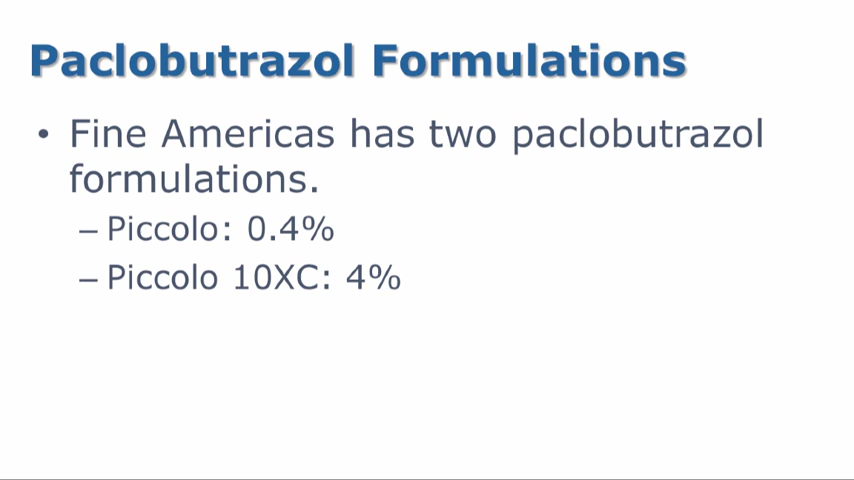 Paclobutrazol Formulations
• Fine Americas has two paclobutrazol
formulations.
– Piccolo: 0.4%
– Piccolo 10XC: 4%